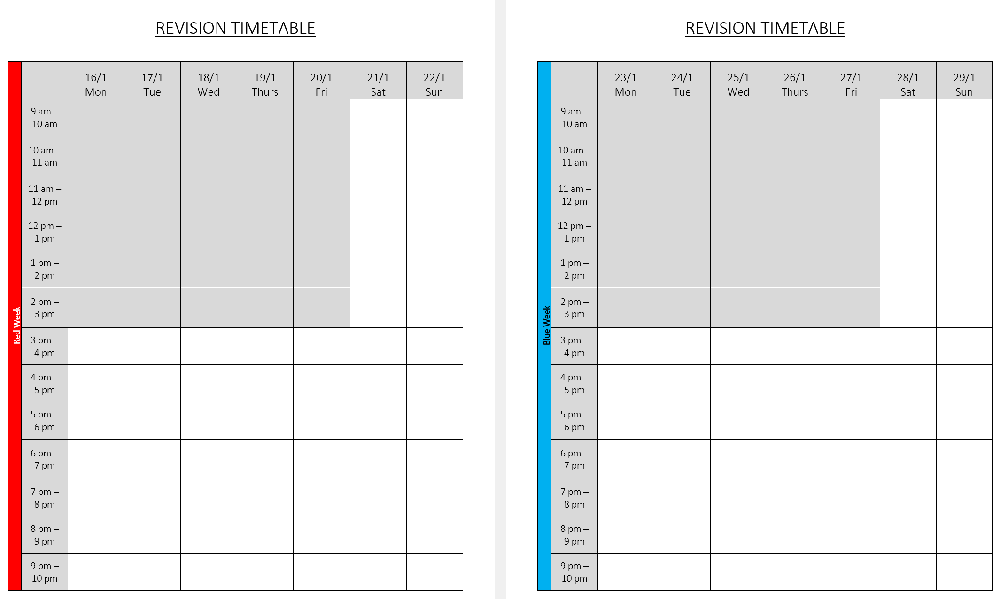 REVISION TIMETABLE
16/1 17/1 18/1 19/1 20/1 21/1 22/1
Mon Tue Wed Thurs Fri Sat Sun
9 am –
10 am
10 am –
11 am
11 am –
12 pm
12 pm –
1 pm
1 pm –
2 pm
2 pm –
3 pm
Red Week
3 pm –
4 pm
4 pm –
5 pm
5 pm –
6 pm
6 pm –
7 pm
7 pm –
8 pm
8 pm –
9 pm
9 pm –
10 pm
REVISION TIMETABLE
23/1 24/1 25/1 26/1 27/1 28/1 29/1
Mon Tue Wed Thurs Fri Sat Sun
9 am –
10 am
10 am –
11 am
11 am –
12 pm
12 pm –
1 pm
1 pm –
2 pm
2 pm –
3 pm
Blue Week
3 pm –
4 pm
4 pm –
5 pm
5 pm –
6 pm
6 pm –
7 pm
7 pm –
8 pm
8 pm –
9 pm
9 pm –
10 pm